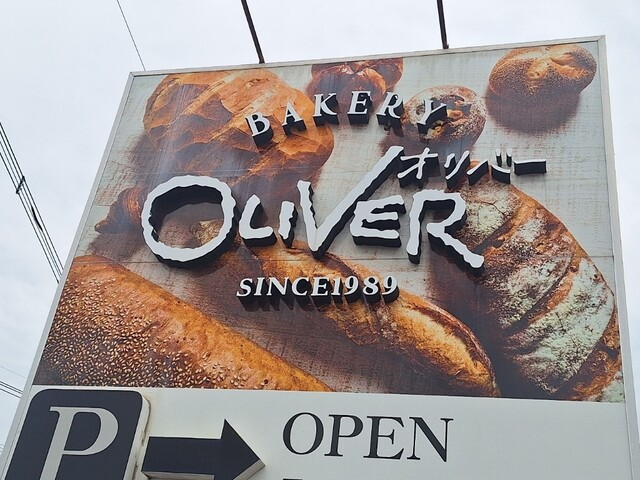 BAKERY
オリバー
OLIVER
SINCE1989
P OPEN